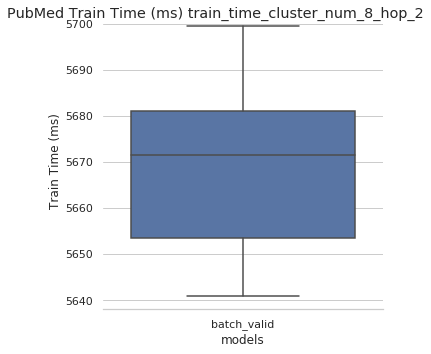 PubMed Train Time (ms) train_time_cluster_num_8_hop_2
5700
5690
5680
5670
5660
5650
5640
Train Time (ms)
batch_valid
models